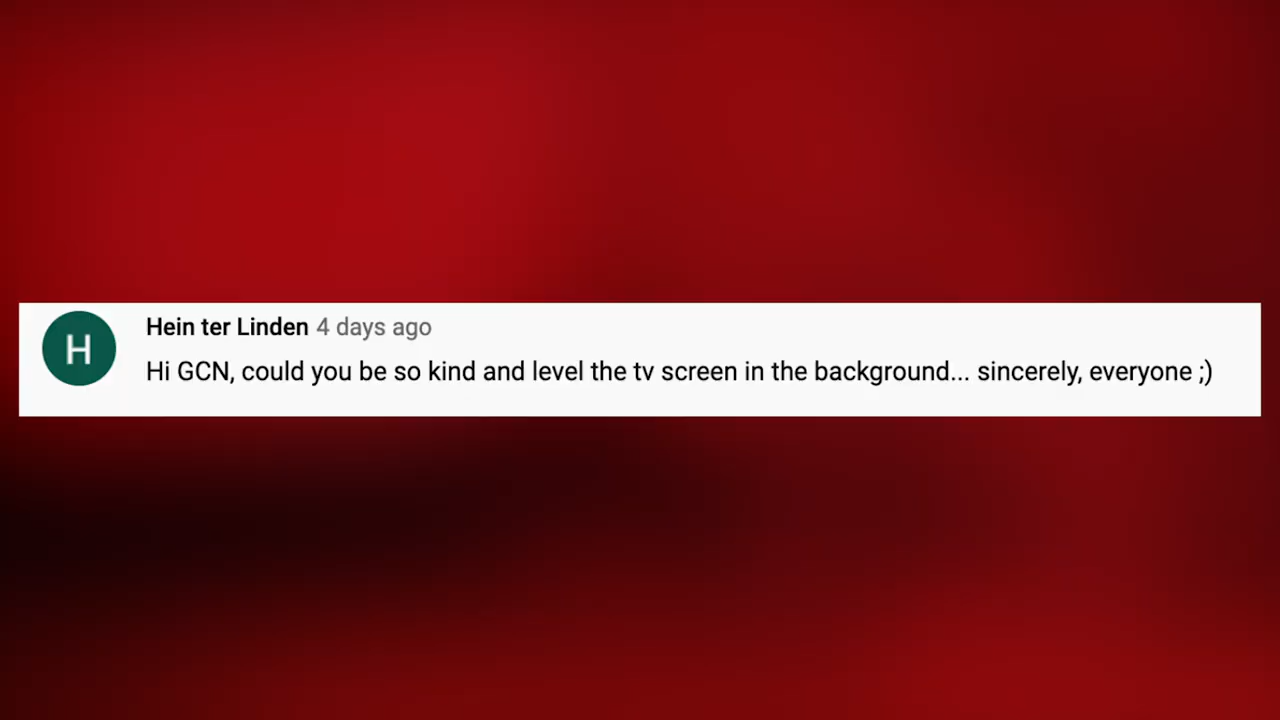 H
Hein ter Linden 4 days ago
Hi GCN, could you be so kind and level the tv screen in the background... sincerely, everyone ;)